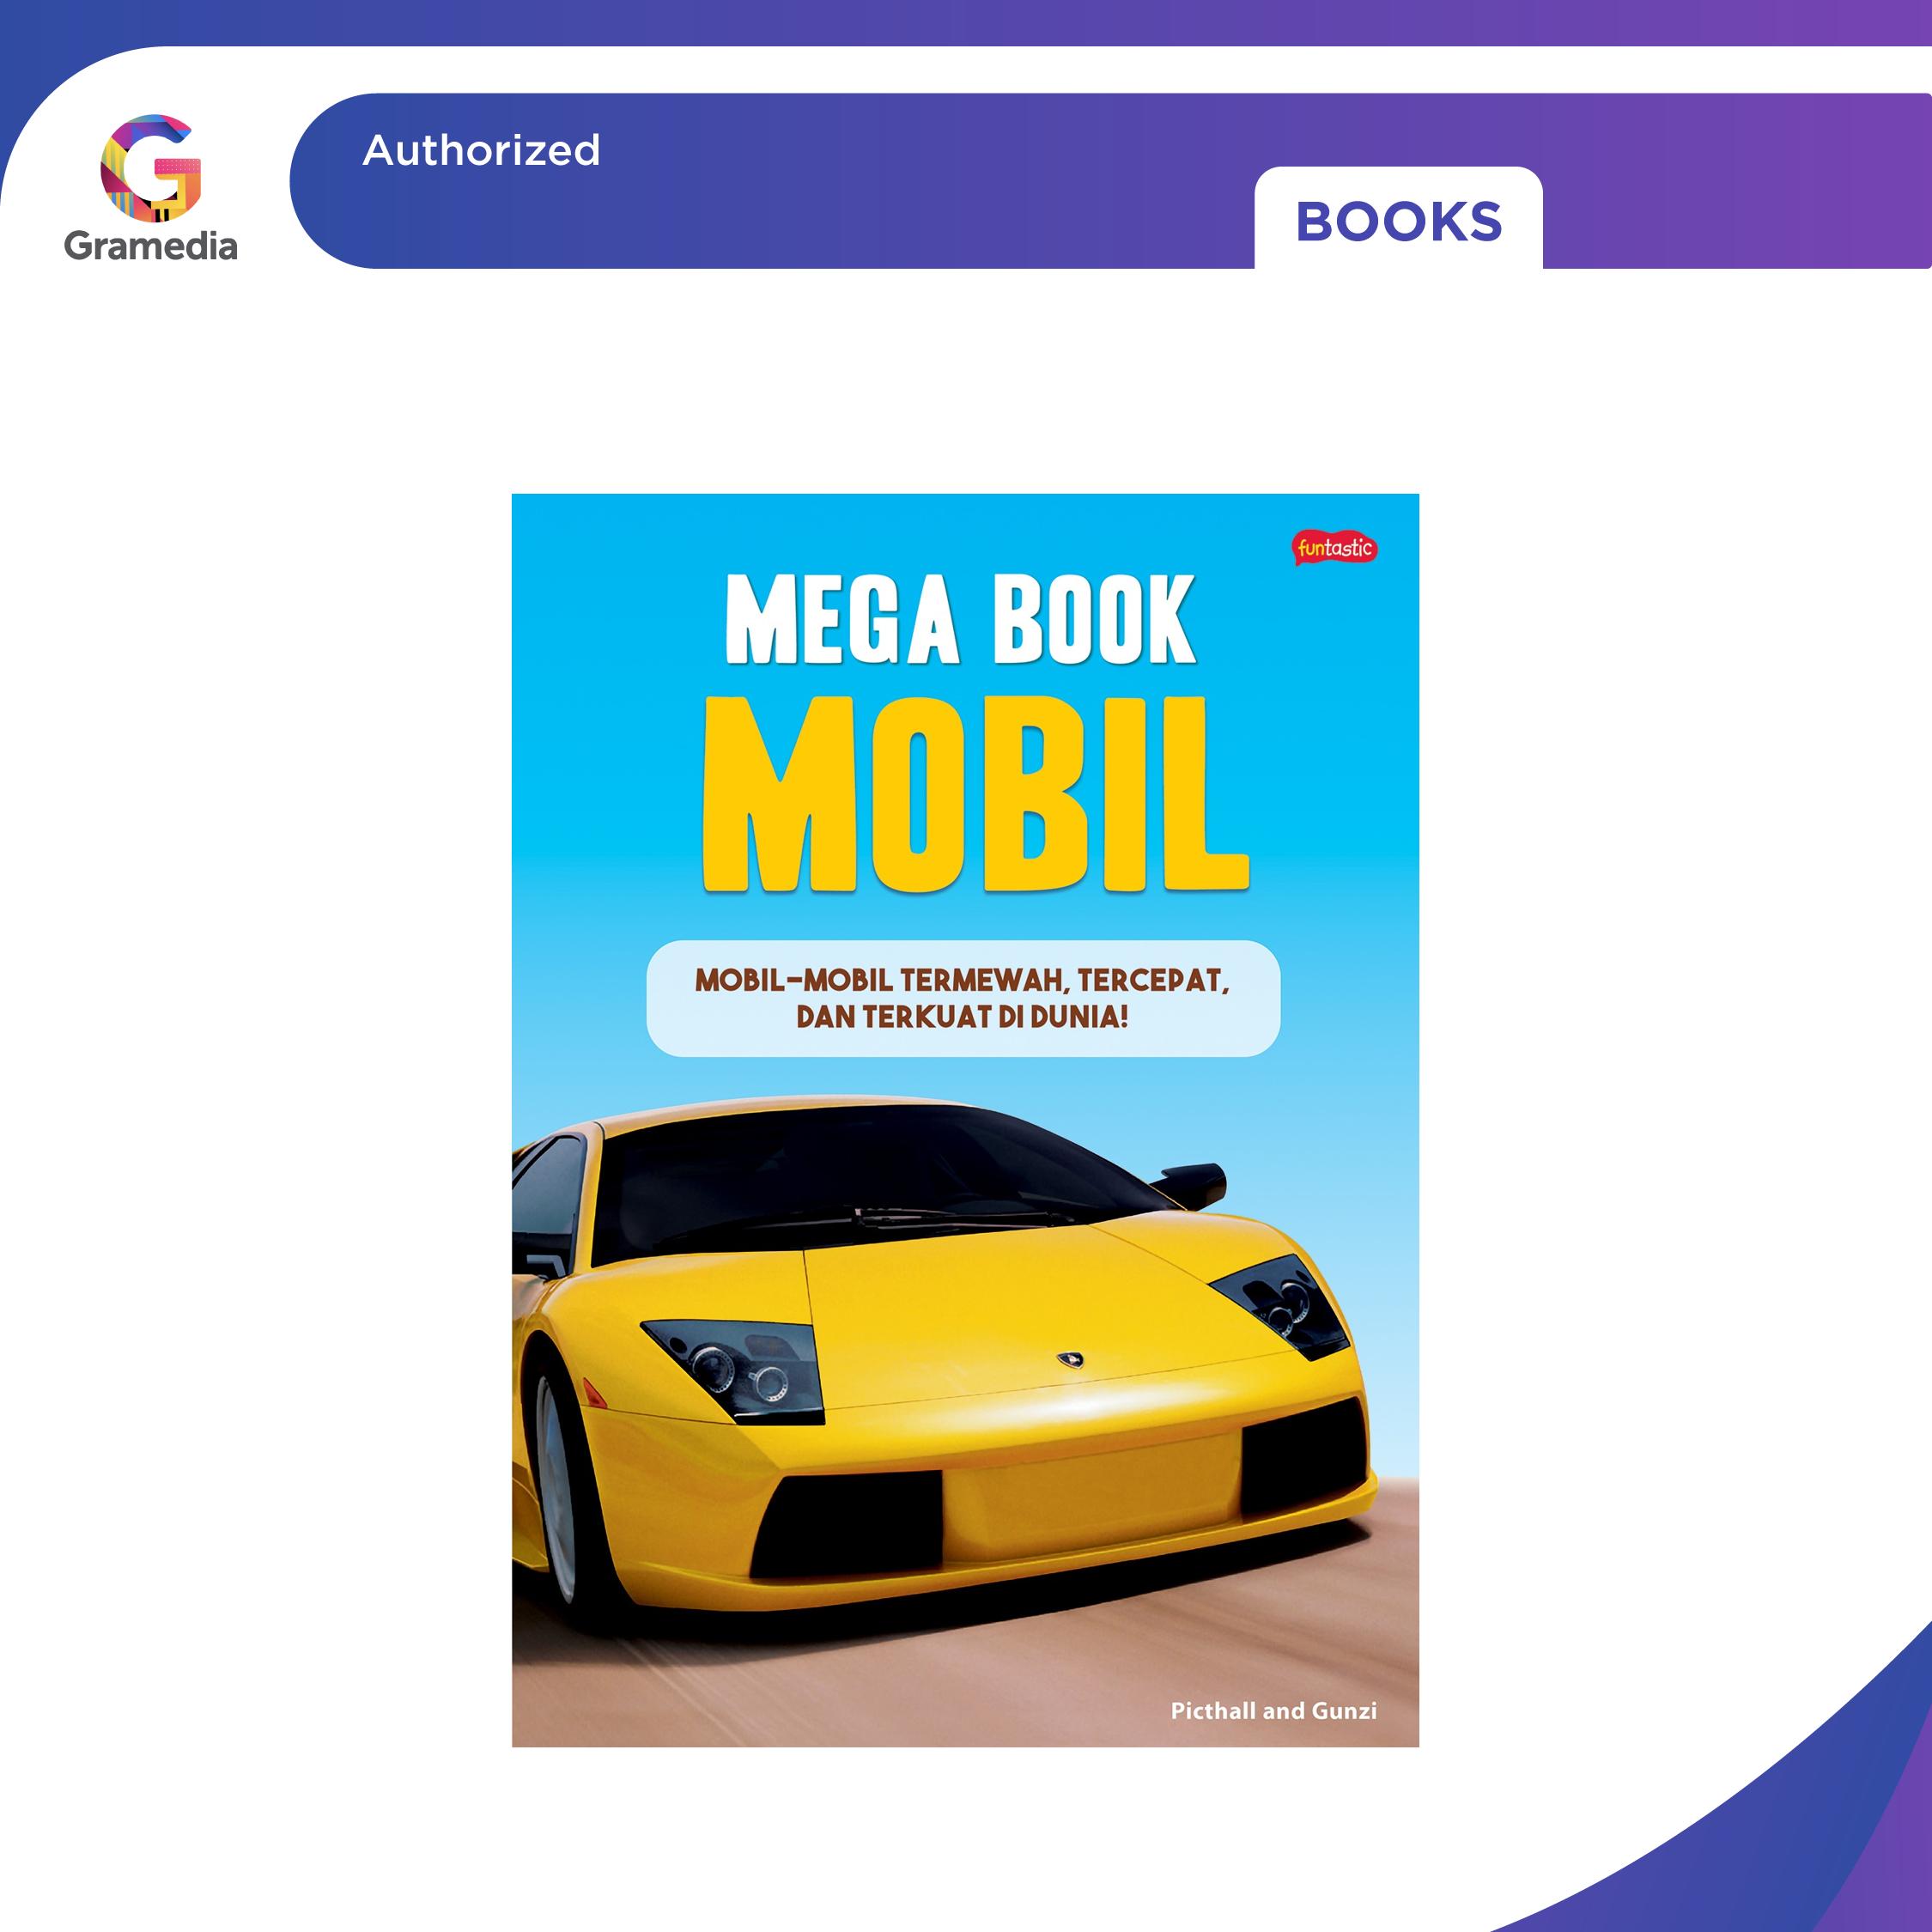 Gramedia
Authorized
BOOKS
funtastic
MEGA BOOK
MOBIL
MOBIL-MOBIL TERMEWAH, TERCEPAT,
DAN TERKUAT DI DUNIA!
Picthall and Gunzi